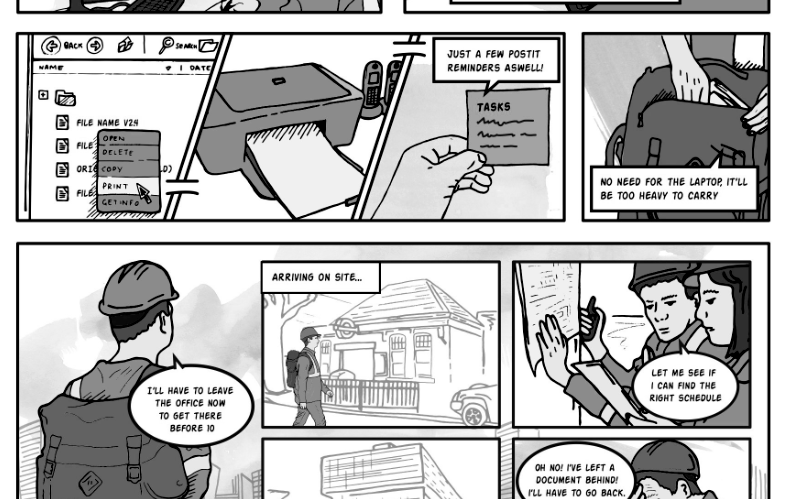 BACK
SEARCH
NAME
DATE
FILE NAME V2.4
FILE
OPEN
DELETE
COPY
PRINT
GET INFO
FILE
JUST A FEW POSTIT
REMINDERS ASWELL!
TASKS
NO NEED FOR THE LAPTOP, IT'LL
BE TOO HEAVY TO CARRY
ARRIVING ON SITE...
I'LL HAVE TO LEAVE
THE OFFICE NOW
TO GET THERE
BEFORE 10
LET ME SEE IF
I CAN FIND THE
RIGHT SCHEDULE
OH NO! I'VE LEFT A
DOCUMENT BEHIND!
I'LL HAVE TO GO BACK.